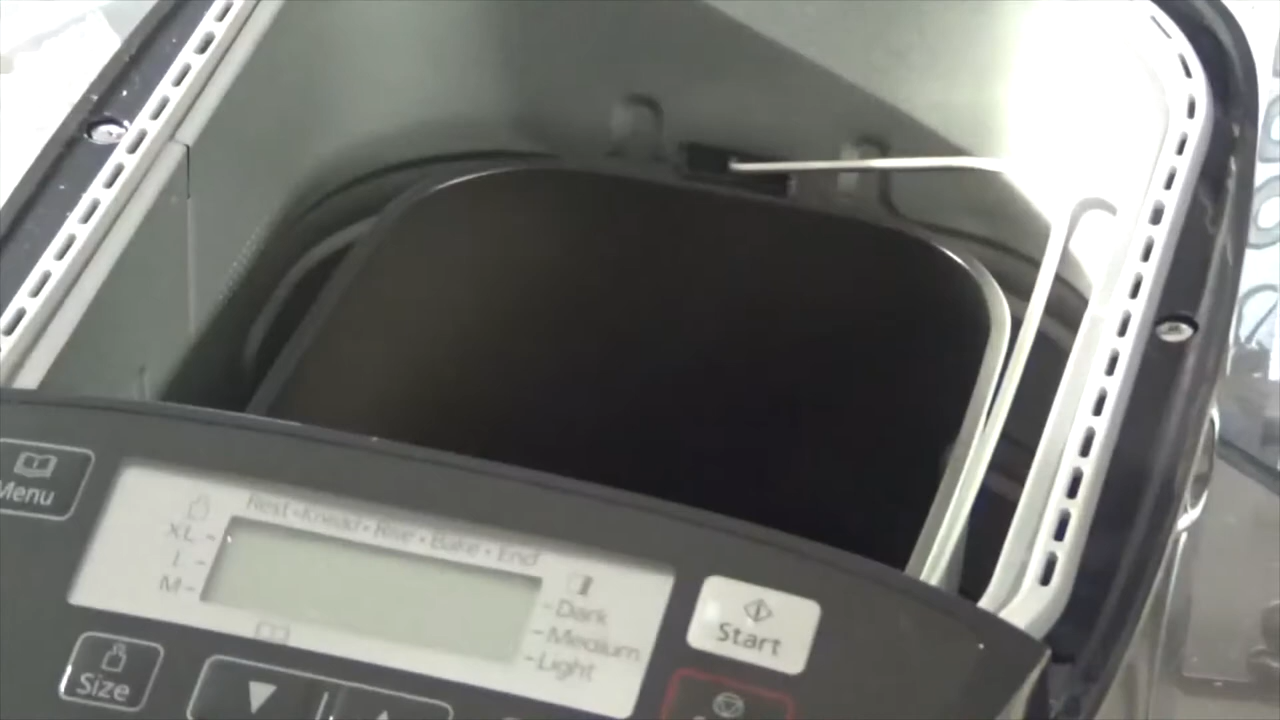 Menu
Rest • Knead • Rise • Bake • End
XL
L
M
Dark
Medium
Light
Start
Size